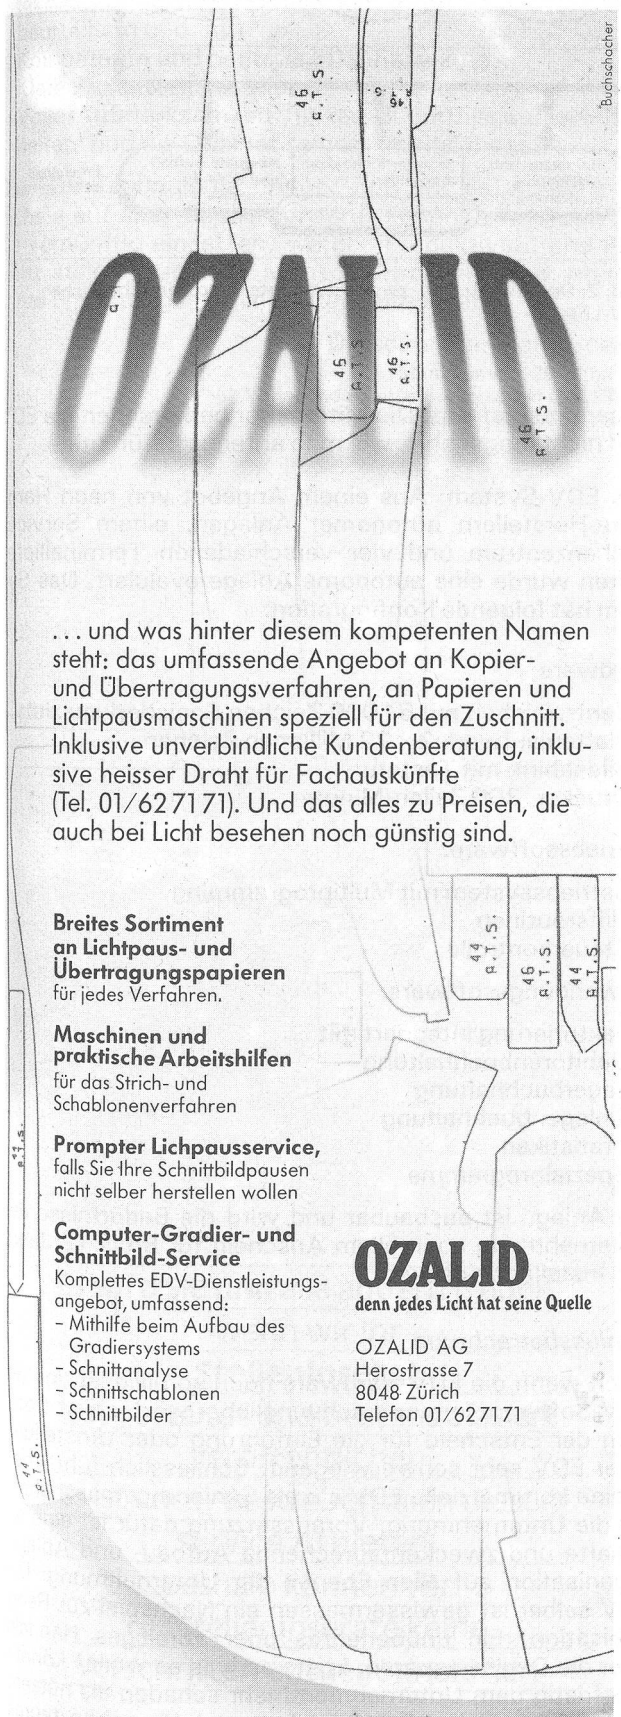 Buchschacher
46
A.T.S.
46
A.T.S.
OZALID
46
A.T.S.
46
A.T.S.
46
A.T.S.
... und was hinter diesem kompetenten Namen
steht: das umfassende Angebot an Kopier-
und Übertragungsverfahren, an Papieren und
Lichtpausmaschinen speziell für den Zuschnitt.
Inklusive unverbindliche Kundenberatung, inklu-
sive heisser Draht für Fachauskünfte
(Tel. 01/62 71 71). Und das alles zu Preisen, die
auch bei Licht besehen noch günstig sind.
44
A.T.S.
46
A.T.S.
44
A.T.S.
Breites Sortiment
an Lichtpaus- und
Übertragungspapieren
für jedes Verfahren.
Maschinen und
praktische Arbeitshilfen
für das Strich- und
Schablonenverfahren
Prompter Lichpausservice,
falls Sie Ihre Schnittbildpausen
nicht selber herstellen wollen
Computer-Gradier- und
Schnittbild-Service
Komplettes EDV-Dienstleistungs-
angebot, umfassend:
- Mithilfe beim Aufbau des
Gradiersystems
- Schnittanalyse
- Schnittschablonen
- Schnittbilder
44
A.T.S.
44
A.T.S.
OZALID
denn jedes Licht hat seine Quelle
OZALID AG
Herostrasse 7
8048 Zürich
Telefon 01/62 71 71